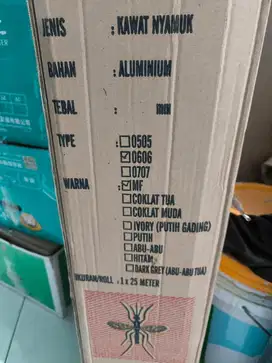 JENIS : KAWAT NYAMUK
BAHAN : ALUMINIUM
TEBAL : mm
TYPE : ☐0505
☑0606
☐0707
WARNA : ☑MF
☐COKLAT TUA
☐COKLAT MUDA
☐IVORY (PUTIH GADING)
☐PUTIH
☐ABU-ABU
☐HITAM
☐DARK GREY (ABU-ABU TUA)
UKURAN/ROLL : 1 x 25 METER
METER